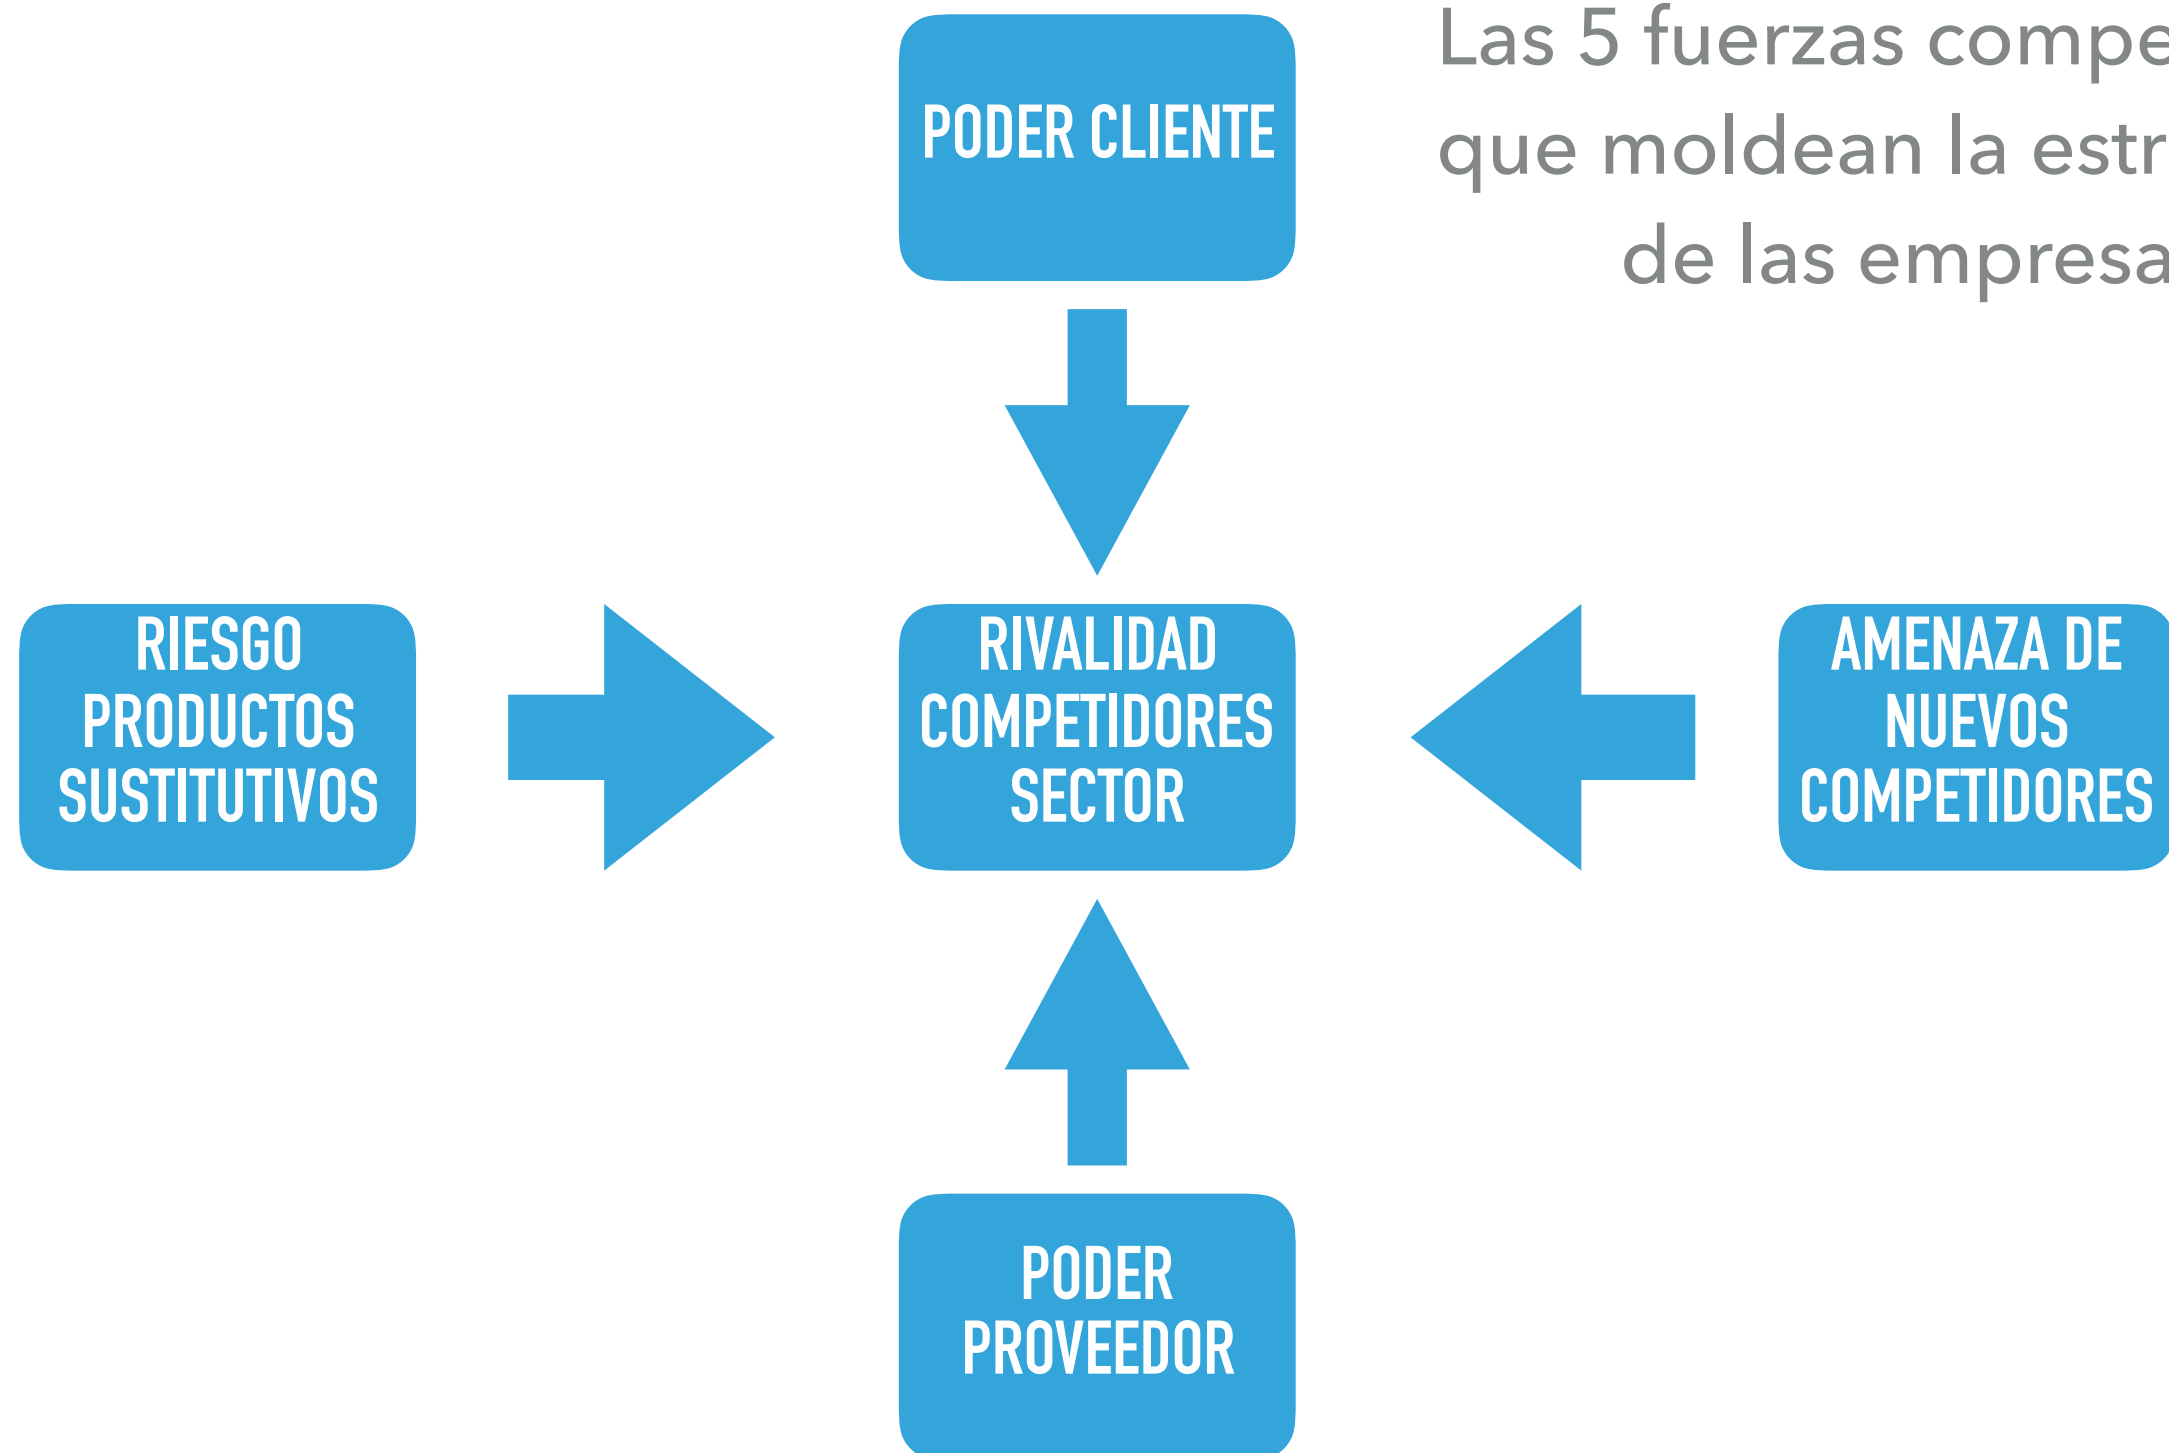 Las 5 fuerzas compe
que moldean la estr
de las empresa
PODER CLIENTE
RIESGO
PRODUCTOS
SUSTITUTIVOS
RIVALIDAD
COMPETIDORES
SECTOR
AMENAZA DE
NUEVOS
COMPETIDORES
PODER
PROVEEDOR